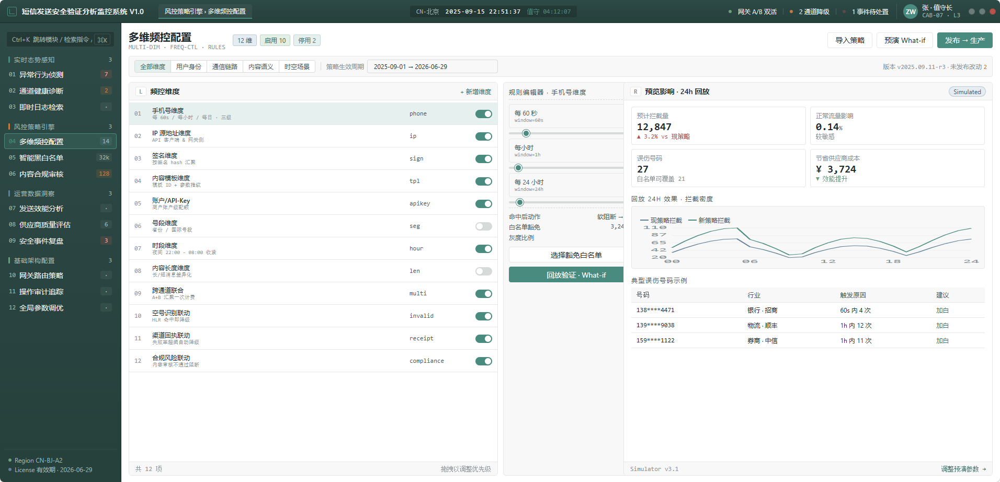 短信发送安全验证分析监控系统 V1.0
风控策略引擎 › 多维频控配置
CN·北京 2025-09-15 22:51:37 值守 04:12:07
网关 A/B 双活
2 通道降级
1 事件待处置
ZW
张 · 值守长
CAB-07 · L3
Ctrl+K 跳转模块 / 检索指令 /
⌘K
实时态势感知 3
01 异常行为侦测 7
02 通道健康诊断 2
03 即时日志检索 ·
风控策略引擎 3
04 多维频控配置 14
05 智能黑白名单 32k
06 内容合规审核 128
运营数据洞察 3
07 发送效能分析 ·
08 供应商质量评估 6
09 安全事件复盘 3
基础架构配置 3
10 网关路由策略 ·
11 操作审计追踪 ·
12 全局参数调优 ·
Region CN-BJ-A2
License 有效期 · 2026-06-29
多维频控配置
MULTI-DIM · FREQ-CTL · RULES
12 维
启用 10
停用 2
导入策略
预演 What-if
发布 → 生产
全部维度
用户身份
通信链路
内容语义
时空场景
策略生效周期
2025-09-01 → 2026-06-29
版本 v2025.09.11-r3 · 未发布改动 2
L 频控维度
+ 新增维度
01 手机号维度 phone
每 60s / 每小时 / 每日 · 三级
02 IP 源地址维度 ip
API 客户端 & 网关侧
03 签名维度 sign
按签名 hash 汇聚
04 内容模板维度 tpl
模板 ID + 参数指纹
05 账户/API-Key apikey
商户账户级配额
06 号段维度 seg
省份 / 国际号段
07 时段维度 hour
夜间 22:00 - 08:00 收紧
08 内容长度维度 len
长/短消息差异化
09 跨通道联合 multi
A+B 汇聚一次计费
10 空号识别联动 invalid
HLR 命中即降级
11 渠道回执联动 receipt
失败率超阈自动降级
12 合规风险联动 compliance
内容审核不通过阻断
共 12 项
拖拽以调整优先级
规则编辑器 · 手机号维度
每 60 秒
window=60s
每小时
window=1h
每 24 小时
window=24h
命中后动作 软阻断 →
白名单豁免 3,24
灰度比例
选择豁免白名单
回放验证 · What-if
R 预览影响 · 24h 回放
Simulated
预计拦截量
12,847
▲ 3.2% vs 现策略
正常流量影响
0.14%
较敏感
误伤号码
27
白名单可覆盖 21
节省供应商成本
¥ 3,724
▼ 效能提升
回放 24H 效果 · 拦截密度
现策略拦截
新策略拦截
110
87
65
42
20
00 06 12 18 24
典型误伤号码示例
号码 行业 触发原因 建议
138****4471 银行 · 招商 60s 内 4 次 加白
139****9038 物流 · 顺丰 1h 内 12 次 加白
159****1122 券商 · 中信 1h 内 11 次 加白
Simulator v3.1
调整预演参数 →